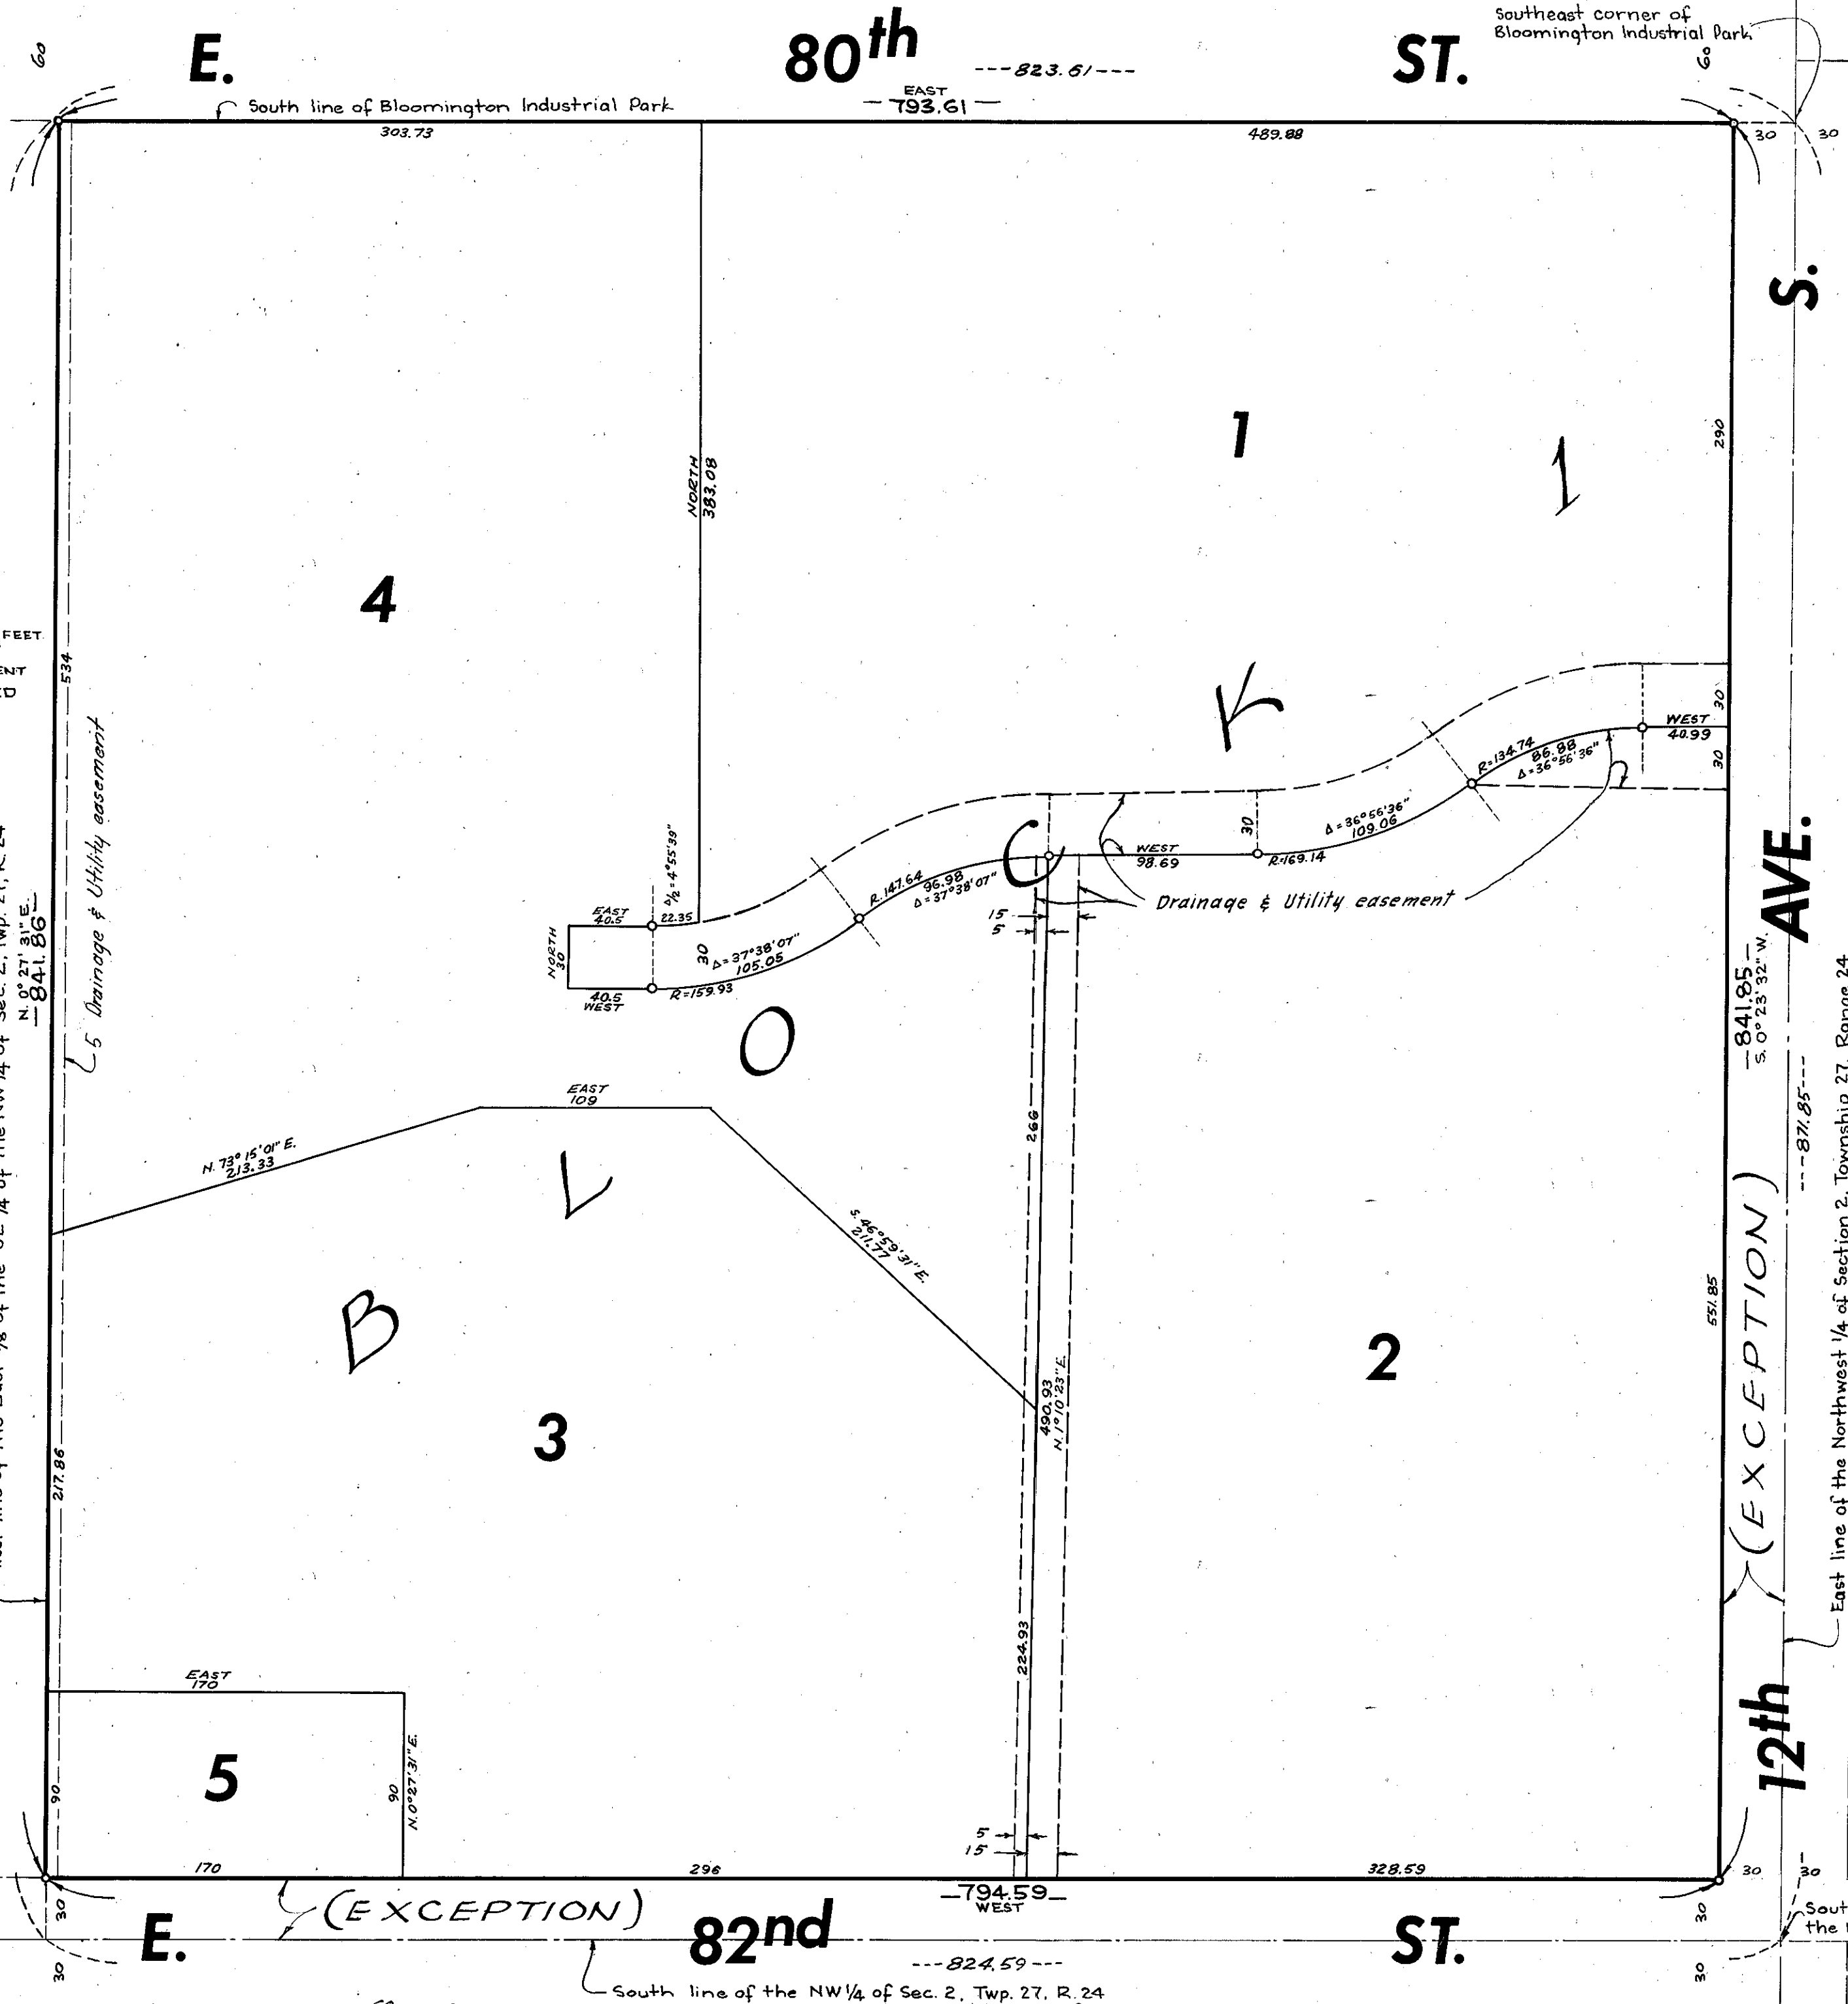 Southeast corner of
Bloomington Industrial Park
60
E. 80th ST.
---823.61---
60
South line of Bloomington Industrial Park
EAST
— 793.61 —
303.73
489.88
30
30
S.
290
1
1
NORTH
383.08
4
FEET.
534
5 Drainage & Utility easement
K
30
WEST
40.99
30
R=134.74
86.88
Δ=36°56'36"
Δ=36°56'36"
109.06
R=169.14
30
WEST
98.69
C
R.147.64
96.98
Δ=37°38'07"
Drainage & Utility easement
15
5
Δ/2=4°55'39"
EAST
40.5
22.35
NORTH
30
30
Δ=37°38'07"
105.05
R=159.93
40.5
WEST
AVE.
N. 0° 27' 31" E.
—841.86—
—841.85—
S. 0° 23' 32" W.
---871.85---
O
EAST
109
N. 73° 15' 01" E.
213.33
266
L
S. 46°59'31" E.
211.77
B
(EXCEPTION)
East line of the Northwest 1/4 of Section 2, Township 27, Range 24
551.85
2
490.93
N. 1°10'23" E.
3
217.86
224.93
EAST
170
5
90
90
N. 0°27'31" E.
12th
5
15
170
296
328.59
30
30
—794.59—
WEST
30
(EXCEPTION)
30
E. 82nd ST.
---824.59---
30
30
South line of the NW 1/4 of Sec. 2, Twp. 27, R. 24